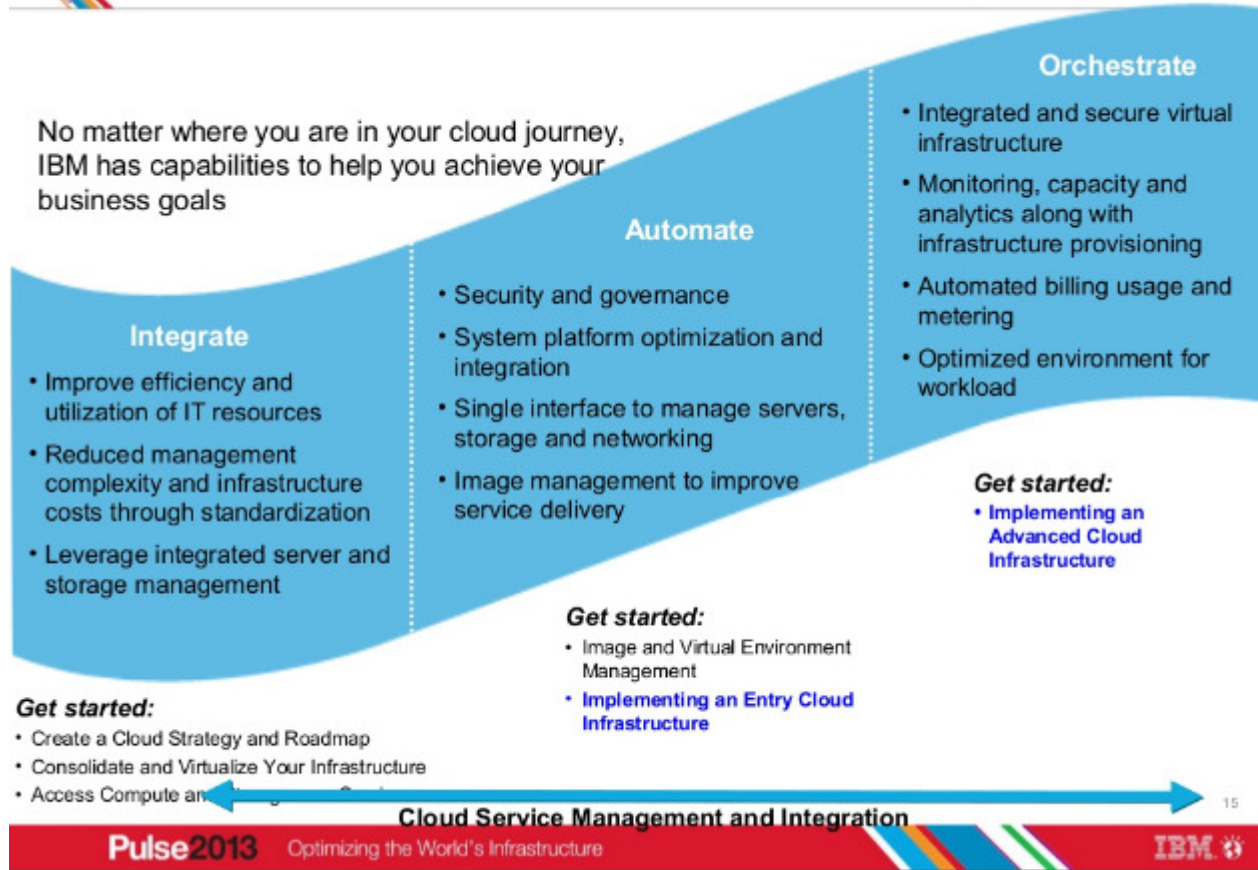 No matter where you are in your cloud journey,
IBM has capabilities to help you achieve your
business goals
Integrate
• Improve efficiency and
utilization of IT resources
• Reduced management
complexity and infrastructure
costs through standardization
• Leverage integrated server and
storage management
Get started:
• Create a Cloud Strategy and Roadmap
• Consolidate and Virtualize Your Infrastructure
• Access Compute
Automate
• Security and governance
• System platform optimization and
integration
• Single interface to manage servers,
storage and networking
• Image management to improve
service delivery
Get started:
• Image and Virtual Environment
Management
• Implementing an Entry Cloud
Infrastructure
Orchestrate
• Integrated and secure virtual
infrastructure
• Monitoring, capacity and
analytics along with
infrastructure provisioning
• Automated billing usage and
metering
• Optimized environment for
workload
Get started:
• Implementing an
Advanced Cloud
Infrastructure
Cloud Service Management and Integration
15
Pulse2013 Optimizing the World's Infrastructure
IBM